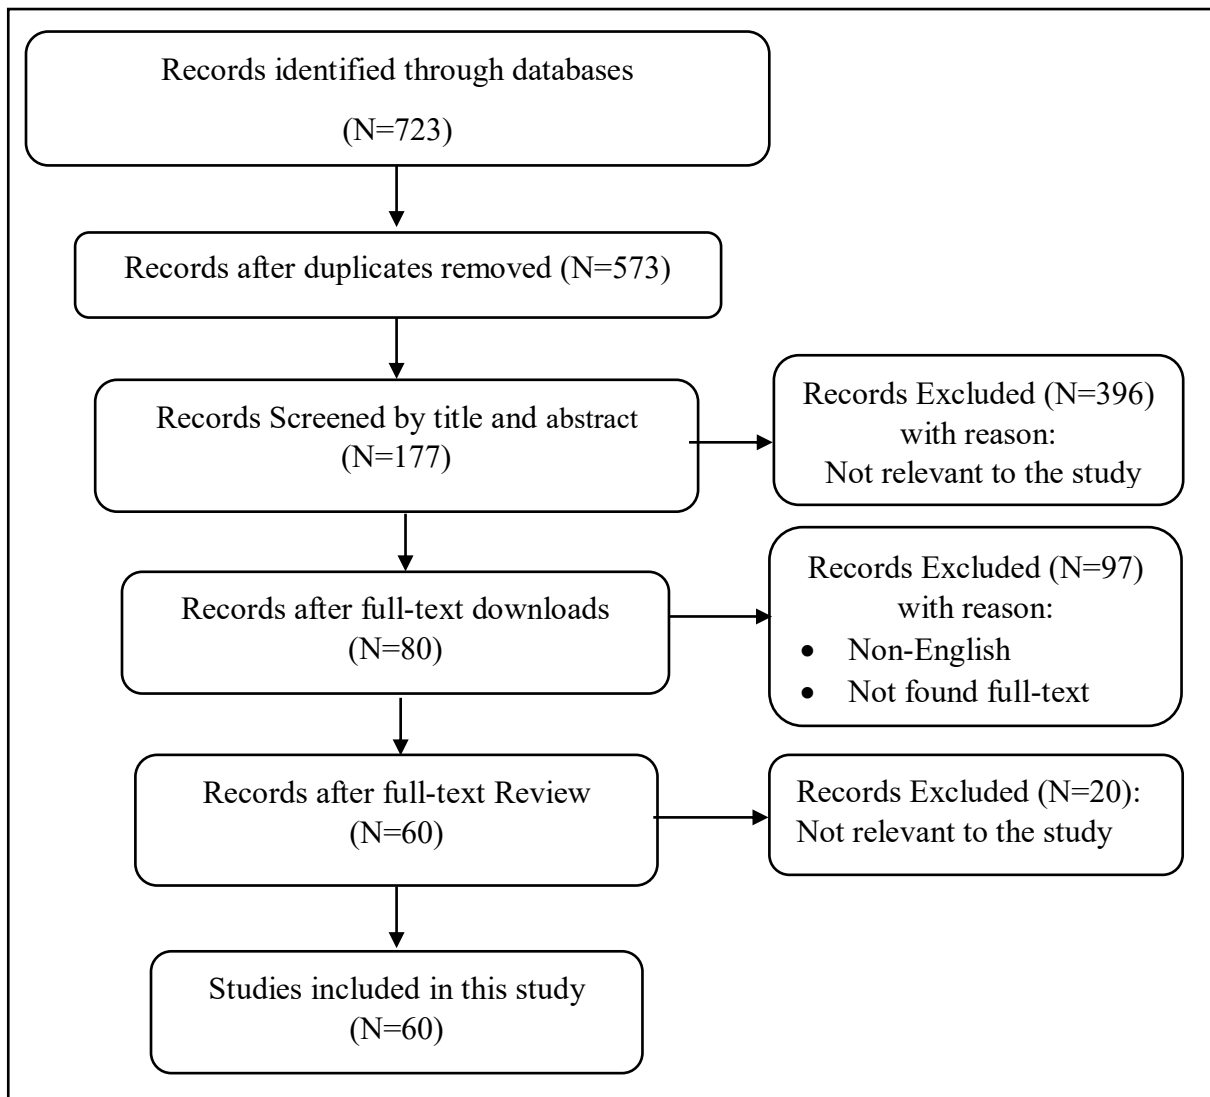 Records identified through databases
(N=723)
Records after duplicates removed (N=573)
Records Screened by title and abstract
(N=177)
Records Excluded (N=396)
with reason:
Not relevant to the study
Records after full-text downloads
(N=80)
Records Excluded (N=97)
with reason:
• Non-English
• Not found full-text
Records after full-text Review
(N=60)
Records Excluded (N=20):
Not relevant to the study
Studies included in this study
(N=60)